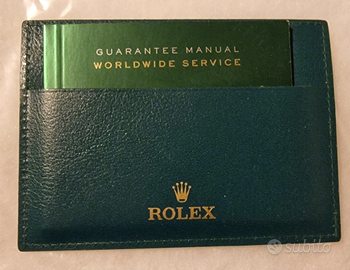 GUARANTEE MANUAL
WORLDWIDE SERVICE
ROLEX
subito